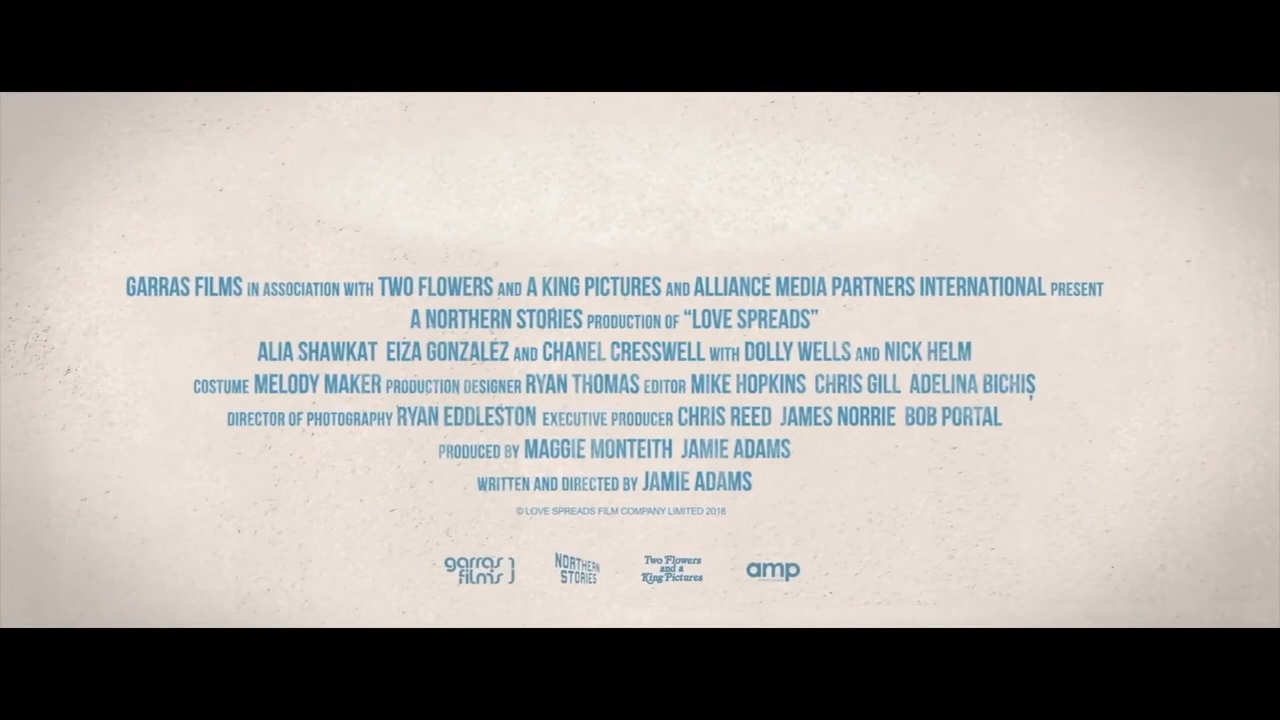 GARRAS FILMS IN ASSOCIATION WITH TWO FLOWERS AND A KING PICTURES AND ALLIANCE MEDIA PARTNERS INTERNATIONAL PRESENT
A NORTHERN STORIES PRODUCTION OF “LOVE SPREADS”
ALIA SHAWKAT EIZA GONZALEZ AND CHANEL CRESSWELL WITH DOLLY WELLS AND NICK HELM
COSTUME MELODY MAKER PRODUCTION DESIGNER RYAN THOMAS EDITOR MIKE HOPKINS CHRIS GILL ADELINA BICHIȘ
DIRECTOR OF PHOTOGRAPHY RYAN EDDLESTON EXECUTIVE PRODUCER CHRIS REED JAMES NORRIE BOB PORTAL
PRODUCED BY MAGGIE MONTEITH JAMIE ADAMS
WRITTEN AND DIRECTED BY JAMIE ADAMS
© LOVE SPREADS FILM COMPANY LIMITED 2018
garras films
NORTHERN STORIES
Two Flowers and a King Pictures
amp